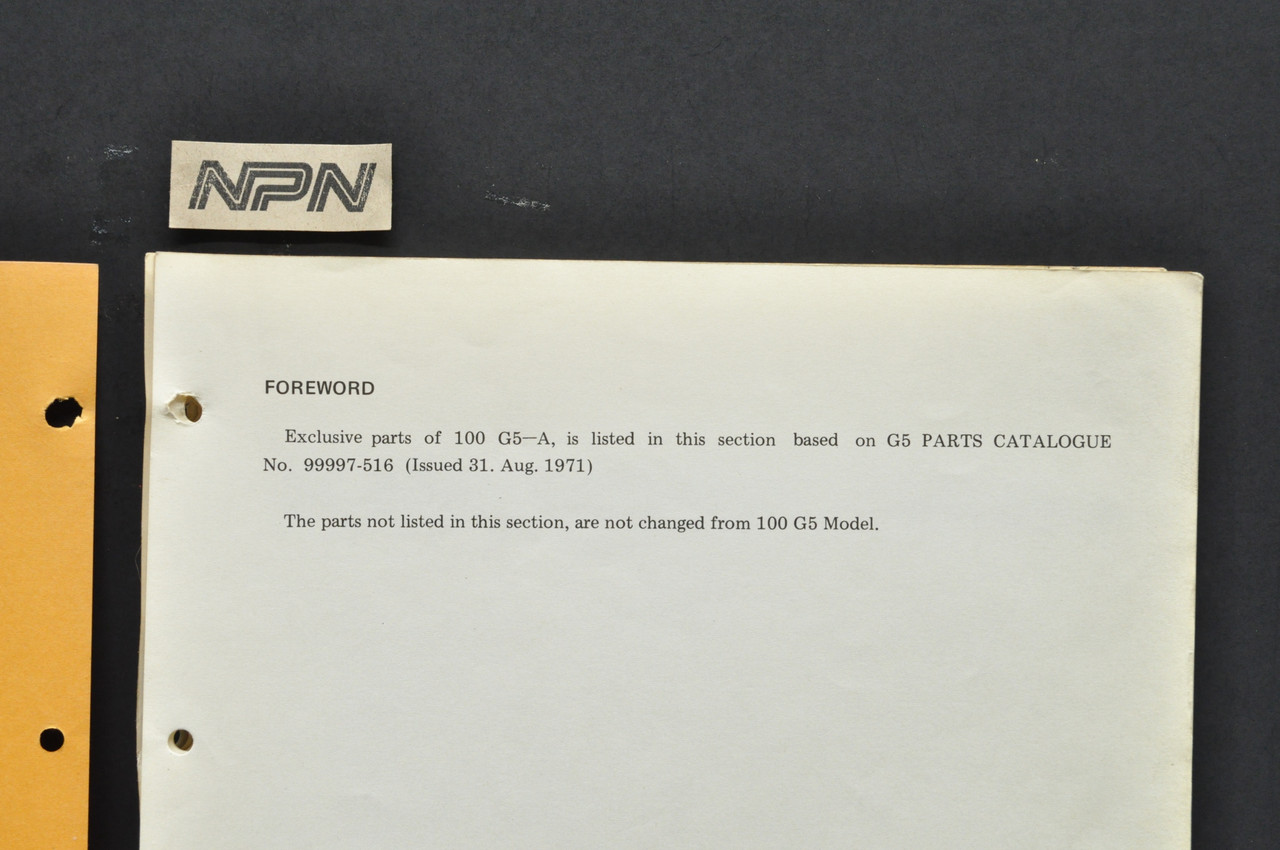 NPN
FOREWORD
Exclusive parts of 100 G5—A, is listed in this section based on G5 PARTS CATALOGUE
No. 99997-516 (Issued 31. Aug. 1971)
The parts not listed in this section, are not changed from 100 G5 Model.